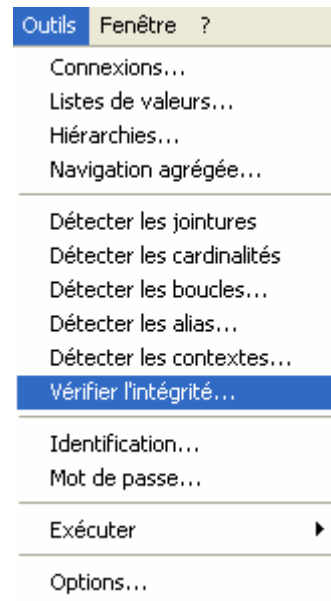 Outils Fenêtre ?
Connexions...
Listes de valeurs...
Hiérarchies...
Navigation agrégée...
Détecter les jointures
Détecter les cardinalités
Détecter les boucles...
Détecter les alias...
Détecter les contextes...
Vérifier l'intégrité...
Identification...
Mot de passe...
Exécuter
Options...